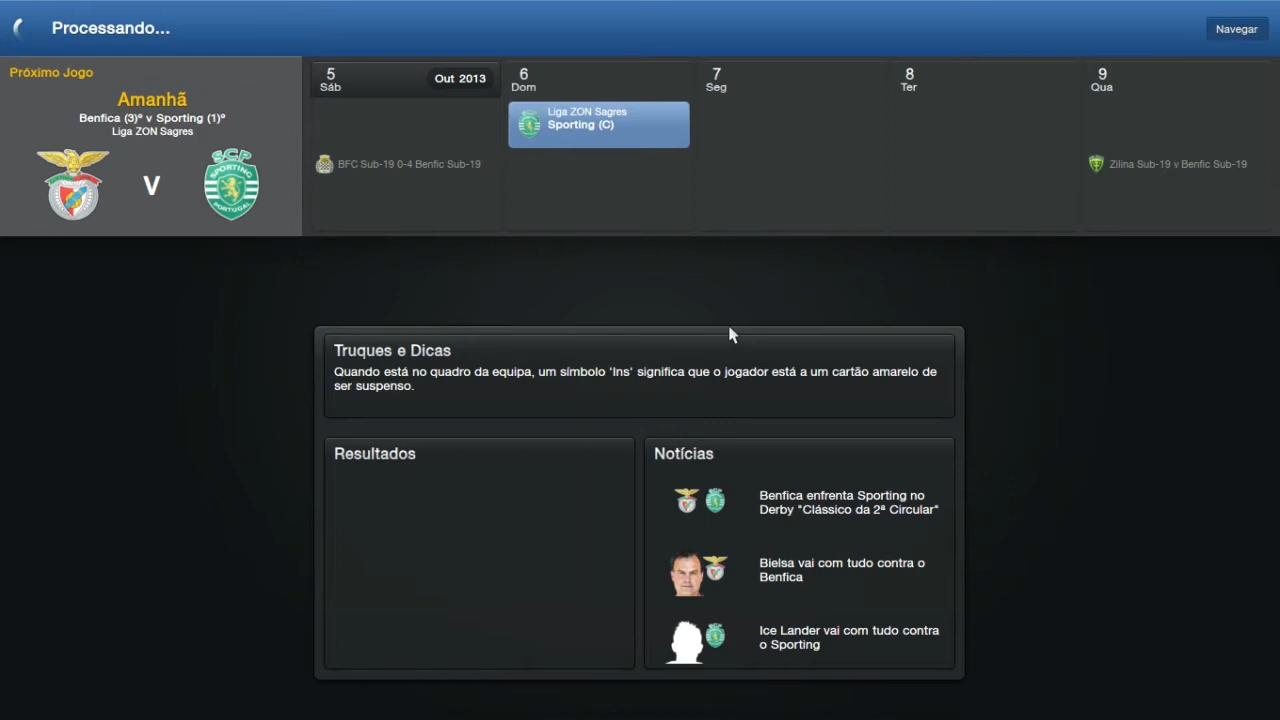 Processando...
Navegar
Próximo Jogo
Amanhã
Benfica (3)º v Sporting (1)º
Liga ZON Sagres
V
SCP
SPORTING
PORTUGAL
5
Sáb
Out 2013
BFC Sub-19 0-4 Benfic Sub-19
6
Dom
Liga ZON Sagres
Sporting (C)
7
Seg
8
Ter
9
Qua
Zilina Sub-19 v Benfic Sub-19
Truques e Dicas
Quando está no quadro da equipa, um símbolo ‘Ins’ significa que o jogador está a um cartão amarelo de
ser suspenso.
Resultados
Notícias
Benfica enfrenta Sporting no
Derby "Clássico da 2ª Circular"
Bielsa vai com tudo contra o
Benfica
Ice Lander vai com tudo contra
o Sporting